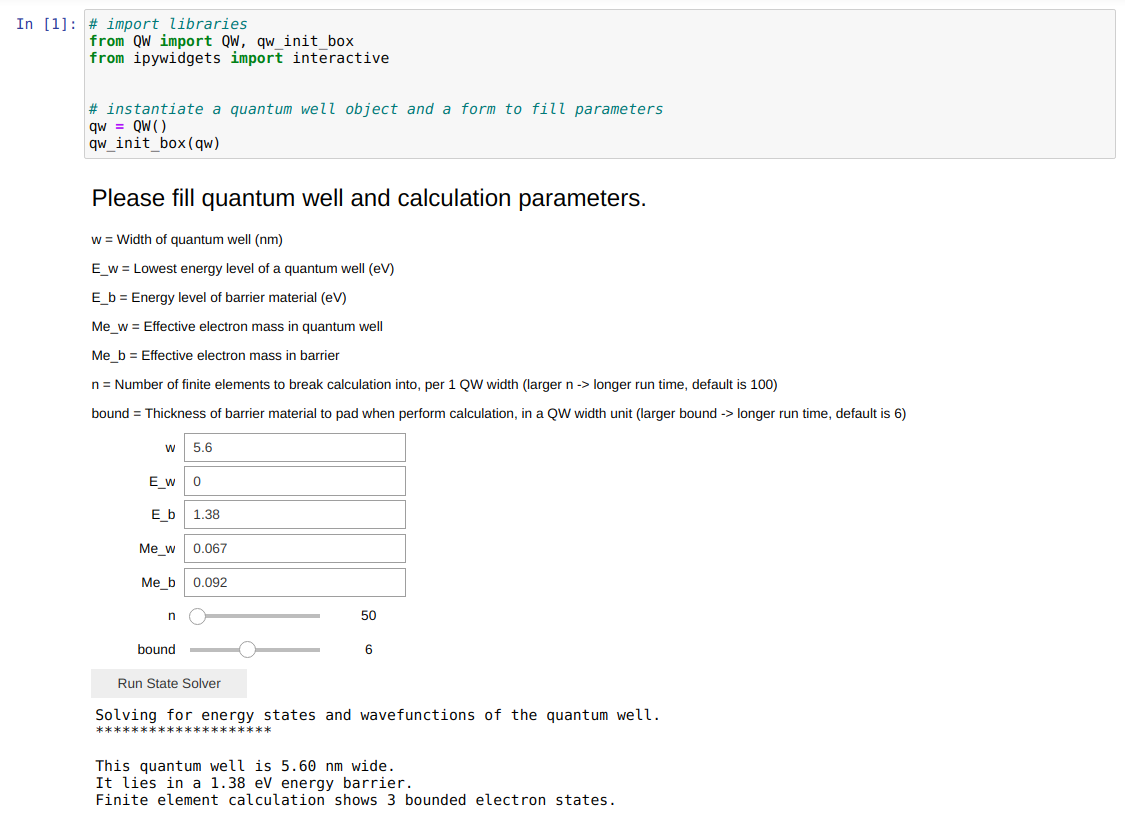 In [1]: # import libraries
from QW import QW, qw_init_box
from ipywidgets import interactive
# instantiate a quantum well object and a form to fill parameters
qw = QW()
qw_init_box(qw)
Please fill quantum well and calculation parameters.
w = Width of quantum well (nm)
E_w = Lowest energy level of a quantum well (eV)
E_b = Energy level of barrier material (eV)
Me_w = Effective electron mass in quantum well
Me_b = Effective electron mass in barrier
n = Number of finite elements to break calculation into, per 1 QW width (larger n -> longer run time, default is 100)
bound = Thickness of barrier material to pad when perform calculation, in a QW width unit (larger bound -> longer run time, default is 6)
w 5.6
E_w 0
E_b 1.38
Me_w 0.067
Me_b 0.092
n 50
bound 6
Run State Solver
Solving for energy states and wavefunctions of the quantum well.
********************
This quantum well is 5.60 nm wide.
It lies in a 1.38 eV energy barrier.
Finite element calculation shows 3 bounded electron states.